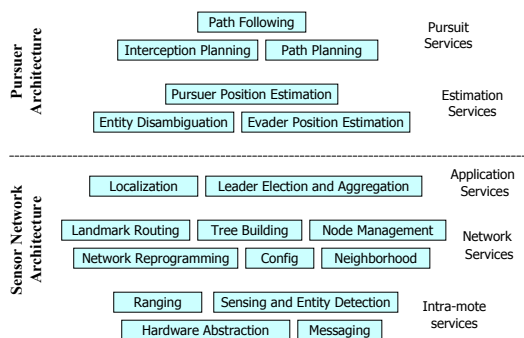 Pursuer
Architecture
Path Following
Interception Planning
Path Planning
Pursuit
Services
Pursuer Position Estimation
Entity Disambiguation
Evader Position Estimation
Estimation
Services
Sensor Network
Architecture
Localization
Leader Election and Aggregation
Application
Services
Landmark Routing
Tree Building
Node Management
Network Reprogramming
Config
Neighborhood
Network
Services
Ranging
Sensing and Entity Detection
Hardware Abstraction
Messaging
Intra-mote
services